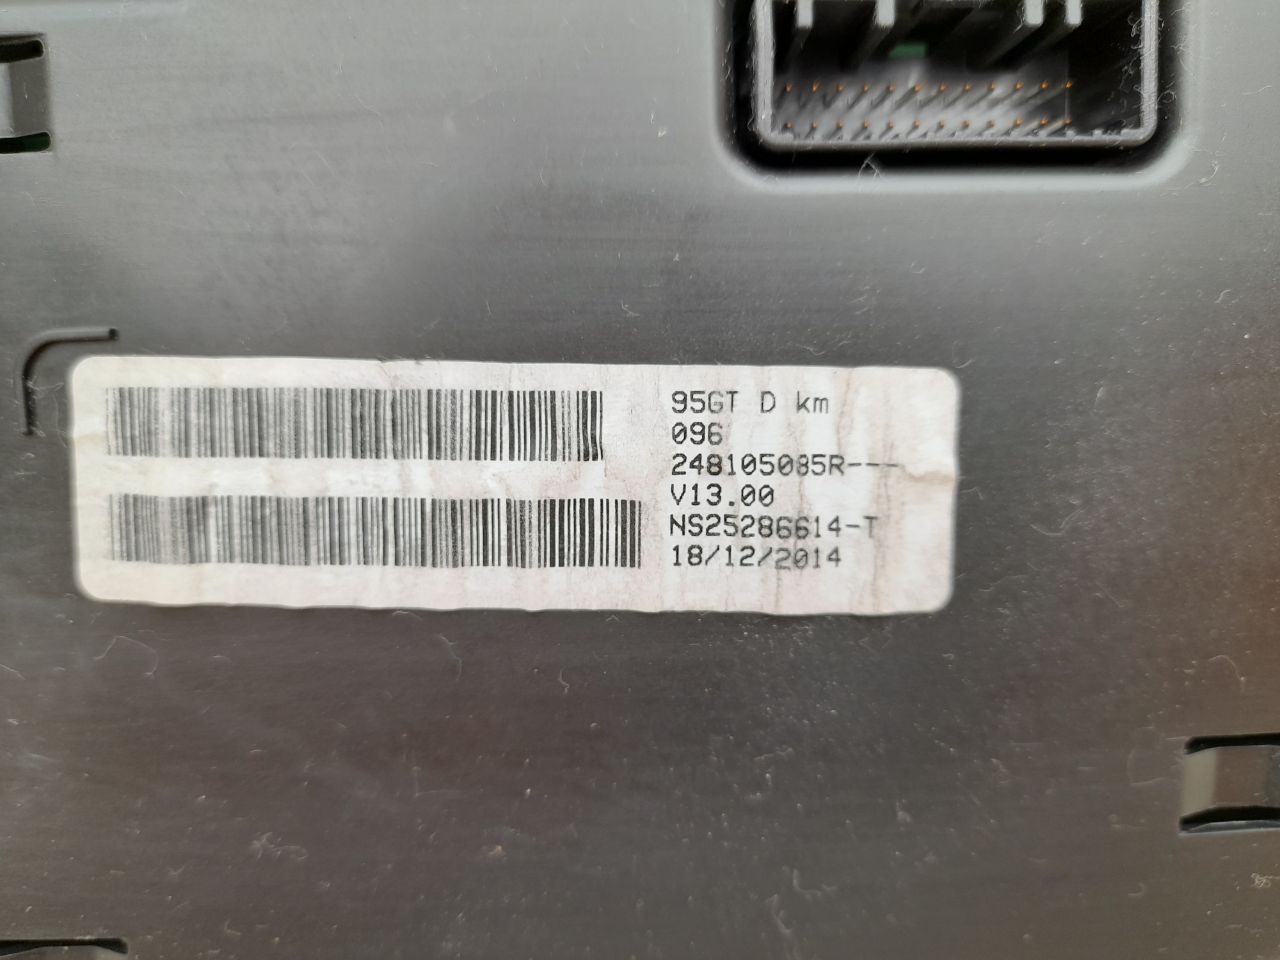 95GT D km
096
248105085R---
V13.00
NS25286614-T
18/12/2014